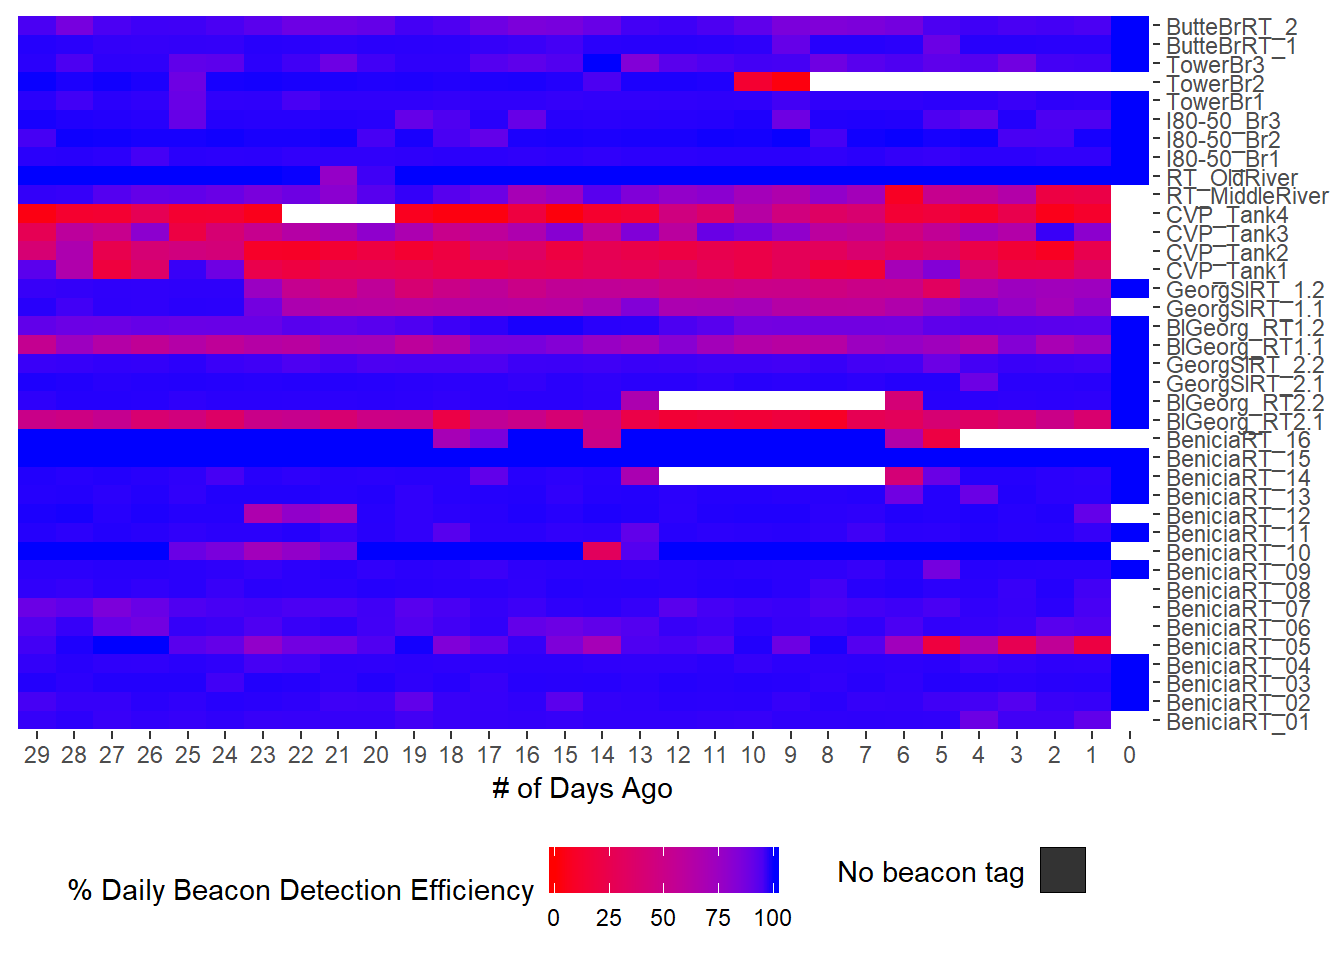 ButteBrRT_2
ButteBrRT_1
TowerBr3
TowerBr2
TowerBr1
I80-50_Br3
I80-50_Br2
I80-50_Br1
RT_OldRiver
RT_MiddleRiver
CVP_Tank4
CVP_Tank3
CVP_Tank2
CVP_Tank1
GeorgSlRT_1.2
GeorgSlRT_1.1
BlGeorg_RT1.2
BlGeorg_RT1.1
GeorgSlRT_2.2
GeorgSlRT_2.1
BlGeorg_RT2.2
BlGeorg_RT2.1
BeniciaRT_16
BeniciaRT_15
BeniciaRT_14
BeniciaRT_13
BeniciaRT_12
BeniciaRT_11
BeniciaRT_10
BeniciaRT_09
BeniciaRT_08
BeniciaRT_07
BeniciaRT_06
BeniciaRT_05
BeniciaRT_04
BeniciaRT_03
BeniciaRT_02
BeniciaRT_01
29 28 27 26 25 24 23 22 21 20 19 18 17 16 15 14 13 12 11 10 9 8 7 6 5 4 3 2 1 0
# of Days Ago
% Daily Beacon Detection Efficiency
0 25 50 75 100
No beacon tag